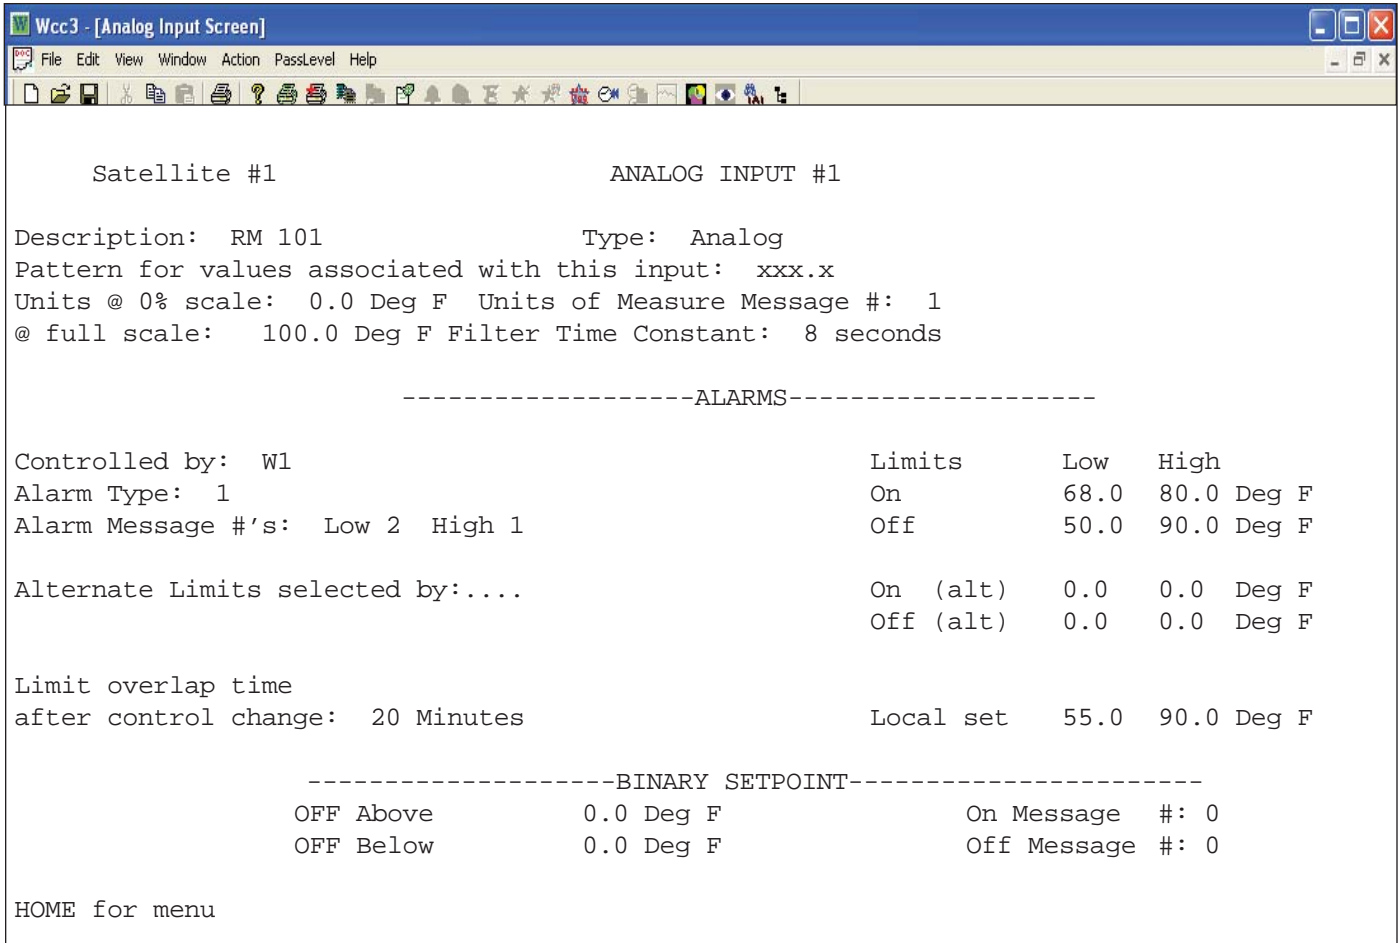 Wcc3 - [Analog Input Screen]
File Edit View Window Action PassLevel Help
Satellite #1 ANALOG INPUT #1
Description: RM 101 Type: Analog
Pattern for values associated with this input: xxx.x
Units @ 0% scale: 0.0 Deg F Units of Measure Message #: 1
@ full scale: 100.0 Deg F Filter Time Constant: 8 seconds
-------------------ALARMS--------------------
Controlled by: W1 Limits Low High
Alarm Type: 1 On 68.0 80.0 Deg F
Alarm Message #'s: Low 2 High 1 Off 50.0 90.0 Deg F
Alternate Limits selected by:.... On (alt) 0.0 0.0 Deg F
Off (alt) 0.0 0.0 Deg F
Limit overlap time
after control change: 20 Minutes Local set 55.0 90.0 Deg F
--------------------BINARY SETPOINT-----------------------
OFF Above 0.0 Deg F On Message #: 0
OFF Below 0.0 Deg F Off Message #: 0
HOME for menu